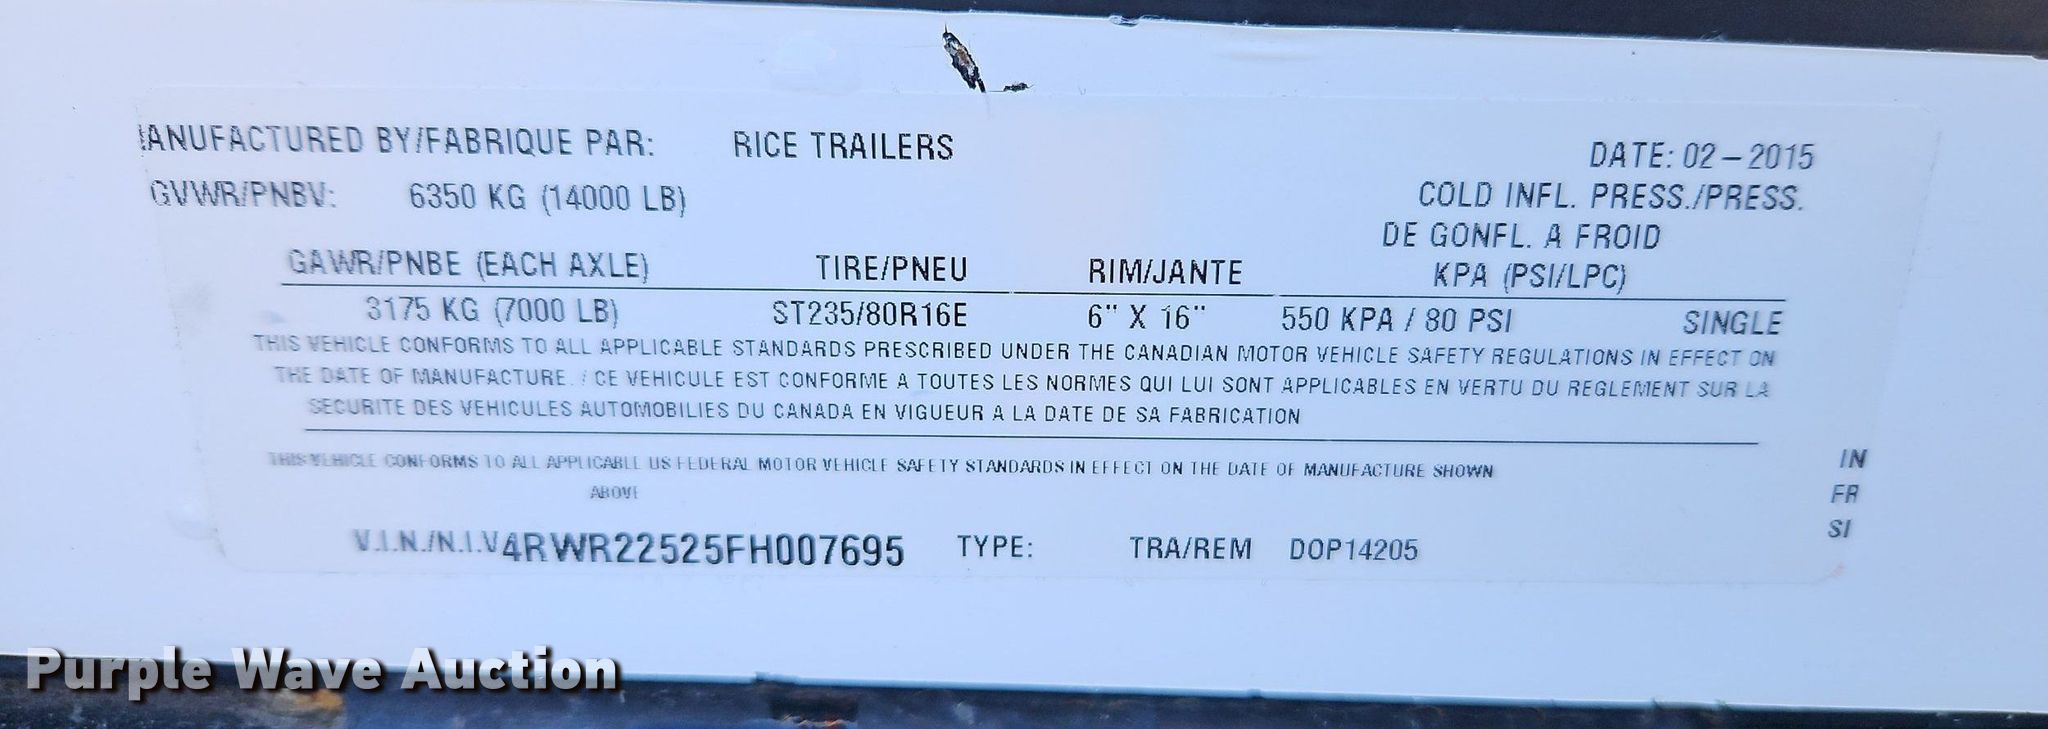 ANUFACTURED BY/FABRIQUE PAR: RICE TRAILERS DATE: 02-2015
GVWR/PNBV: 6350 KG (14000 LB) COLD INFL. PRESS./PRESS.
DE GONFL. A FROID
GAWR/PNBE (EACH AXLE) TIRE/PNEU RIM/JANTE KPA (PSI/LPC)
3175 KG (7000 LB) ST235/80R16E 6" X 16" 550 KPA / 80 PSI SINGLE
THIS VEHICLE CONFORMS TO ALL APPLICABLE STANDARDS PRESCRIBED UNDER THE CANADIAN MOTOR VEHICLE SAFETY REGULATIONS IN EFFECT ON
THE DATE OF MANUFACTURE. / CE VEHICULE EST CONFORME A TOUTES LES NORMES QUI LUI SONT APPLICABLES EN VERTU DU REGLEMENT SUR LA
SECURITE DES VEHICULES AUTOMOBILIES DU CANADA EN VIGUEUR A LA DATE DE SA FABRICATION
THIS VEHICLE CONFORMS TO ALL APPLICABLE US FEDERAL MOTOR VEHICLE SAFETY STANDARDS IN EFFECT ON THE DATE OF MANUFACTURE SHOWN
ABOVE
V.I.N./N.I.V 4RWR22525FH007695 TYPE: TRA/REM DOP14205
IN
FR
SI
Purple Wave Auction